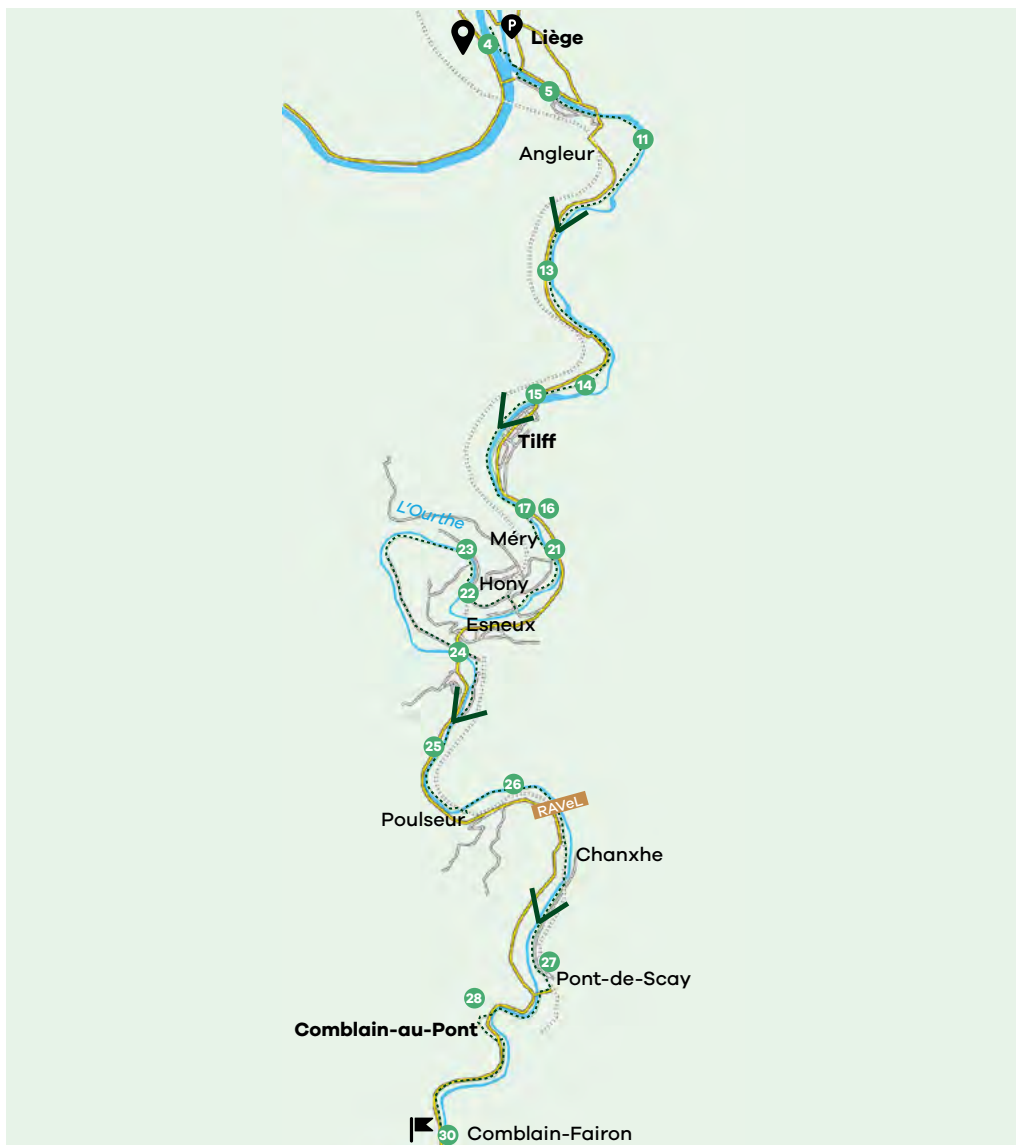 4
P
Liège
5
11
Angleur
13
14
15
Tilff
17
16
L'Ourthe
Méry
21
23
Hony
22
Esneux
24
25
26
RAVeL
Poulseur
Chanxhe
27
Pont-de-Scay
28
Comblain-au-Pont
30
Comblain-Fairon